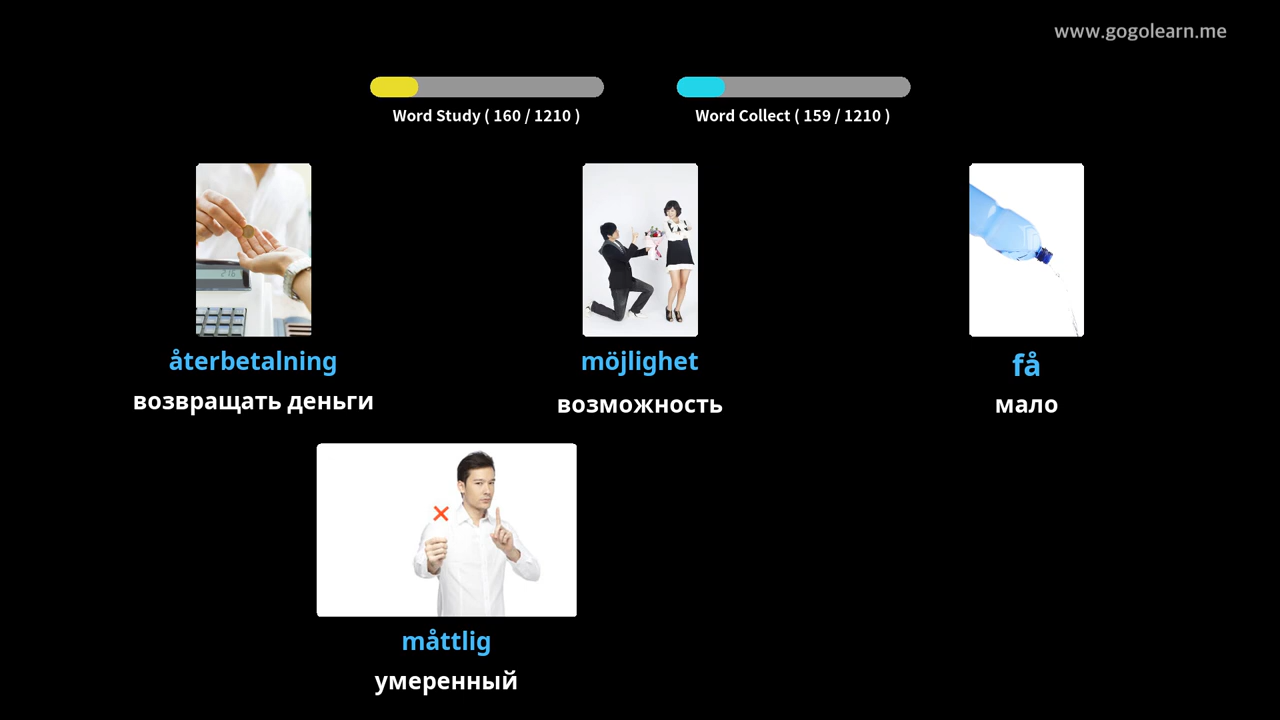 www.gogolearn.me
Word Study ( 160 / 1210 )
Word Collect ( 159 / 1210 )
återbetalning
möjlighet
få
возвращать деньги
возможность
мало
måttlig
умеренный